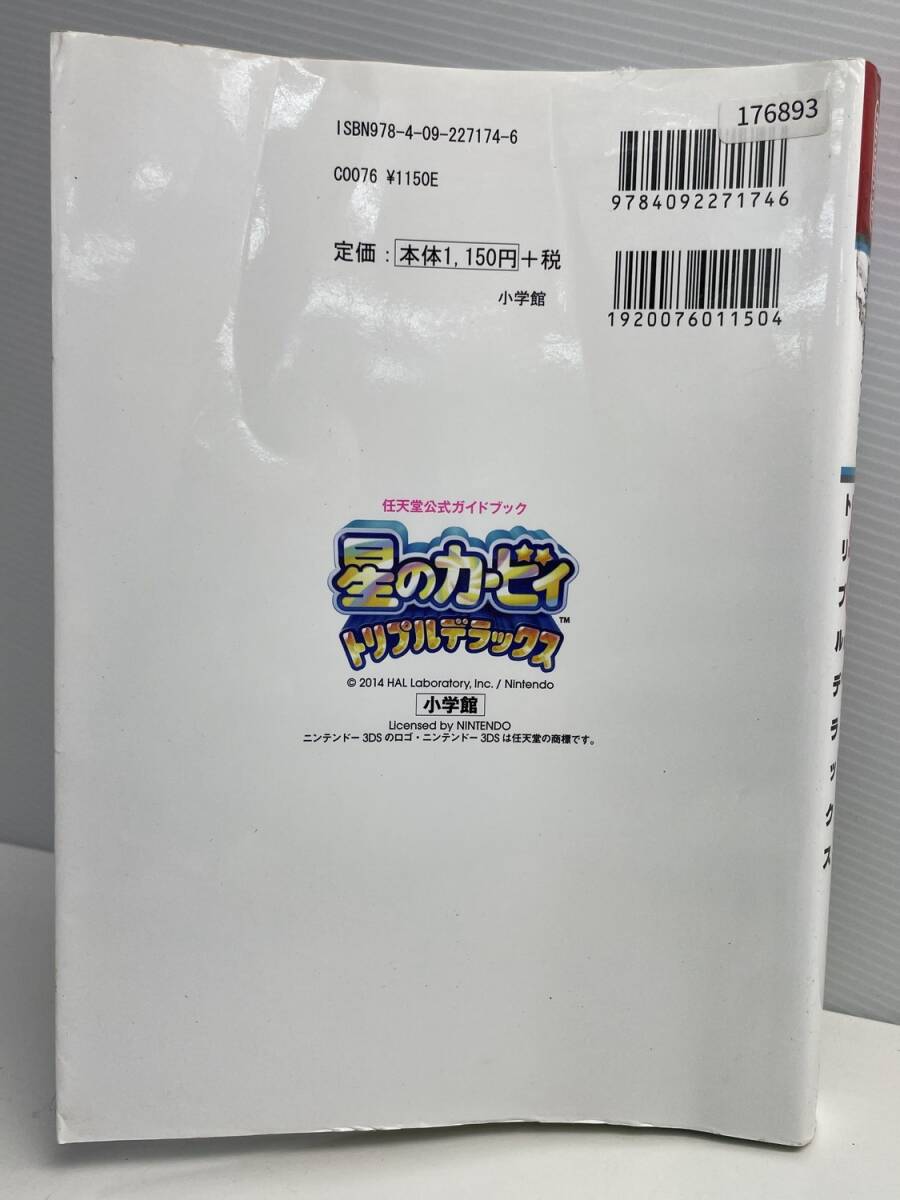 176893
ISBN978-4-09-227174-6
C0076 ¥1150E
9784092271746
定価：本体1,150円+税
小学館
1920076011504
任天堂公式ガイドブック
星のカービィ
トリプルデラックス™
© 2014 HAL Laboratory, Inc. / Nintendo
小学館
Licensed by NINTENDO
ニンテンドー3DSのロゴ・ニンテンドー3DSは任天堂の商標です。
トリプルデラックス